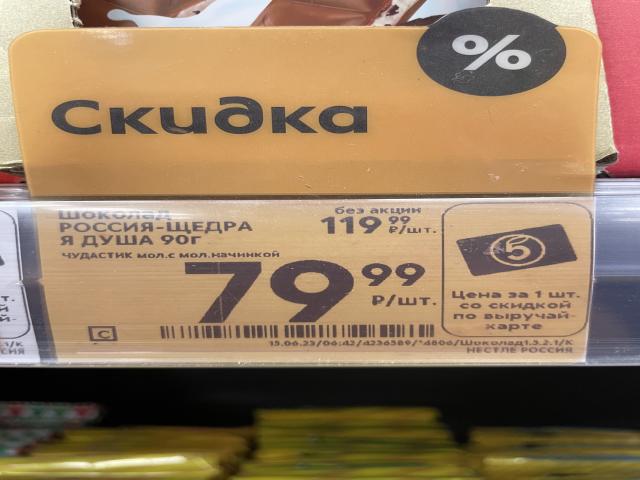 %
Скидка
шоколад
РОССИЯ-ЩЕДРА
Я ДУША 90г
ЧУДАСТИК мол.с мол.начинкой
без акции
119 99
₽/шт.
79 99
₽/шт.
5
Цена за 1 шт.
со скидкой
по выручай-
карте
С
15.06.23/06:42/4236589/*4806/Шоколад1.3.2.1/К
НЕСТЛЕ РОССИЯ